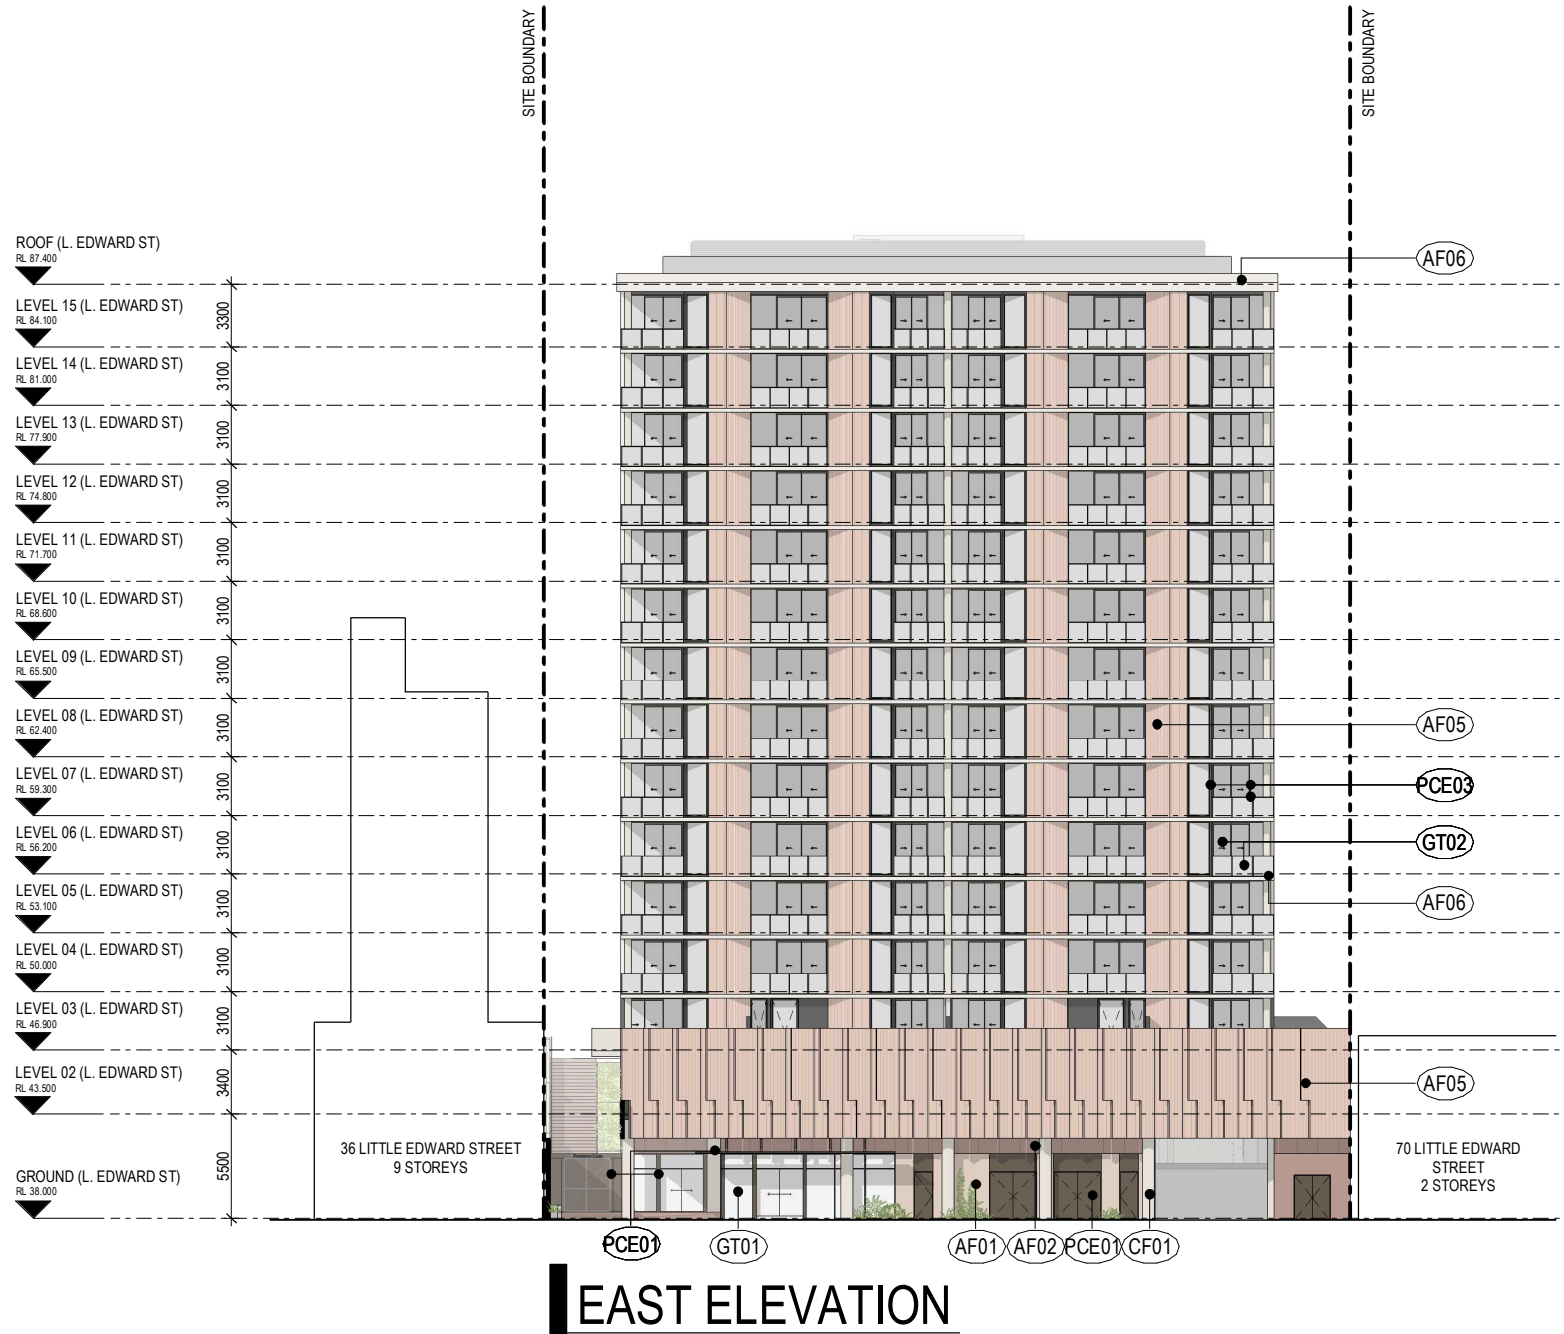 SITE BOUNDARY
SITE BOUNDARY
ROOF (L. EDWARD ST)
RL 87.400
AF06
3300
LEVEL 15 (L. EDWARD ST)
RL 84.100
3100
LEVEL 14 (L. EDWARD ST)
RL 81.000
3100
LEVEL 13 (L. EDWARD ST)
RL 77.900
3100
LEVEL 12 (L. EDWARD ST)
RL 74.800
3100
LEVEL 11 (L. EDWARD ST)
RL 71.700
3100
LEVEL 10 (L. EDWARD ST)
RL 68.600
3100
LEVEL 09 (L. EDWARD ST)
RL 65.500
3100
LEVEL 08 (L. EDWARD ST)
RL 62.400
AF05
3100
LEVEL 07 (L. EDWARD ST)
RL 59.300
PCE03
3100
LEVEL 06 (L. EDWARD ST)
RL 56.200
GT02
3100
LEVEL 05 (L. EDWARD ST)
RL 53.100
AF06
3100
LEVEL 04 (L. EDWARD ST)
RL 50.000
3100
LEVEL 03 (L. EDWARD ST)
RL 46.900
3400
LEVEL 02 (L. EDWARD ST)
RL 43.500
AF05
5500
36 LITTLE EDWARD STREET
9 STOREYS
70 LITTLE EDWARD
STREET
2 STOREYS
GROUND (L. EDWARD ST)
RL 38.000
PCE01
GT01
AF01
AF02
PCE01
CF01
EAST ELEVATION